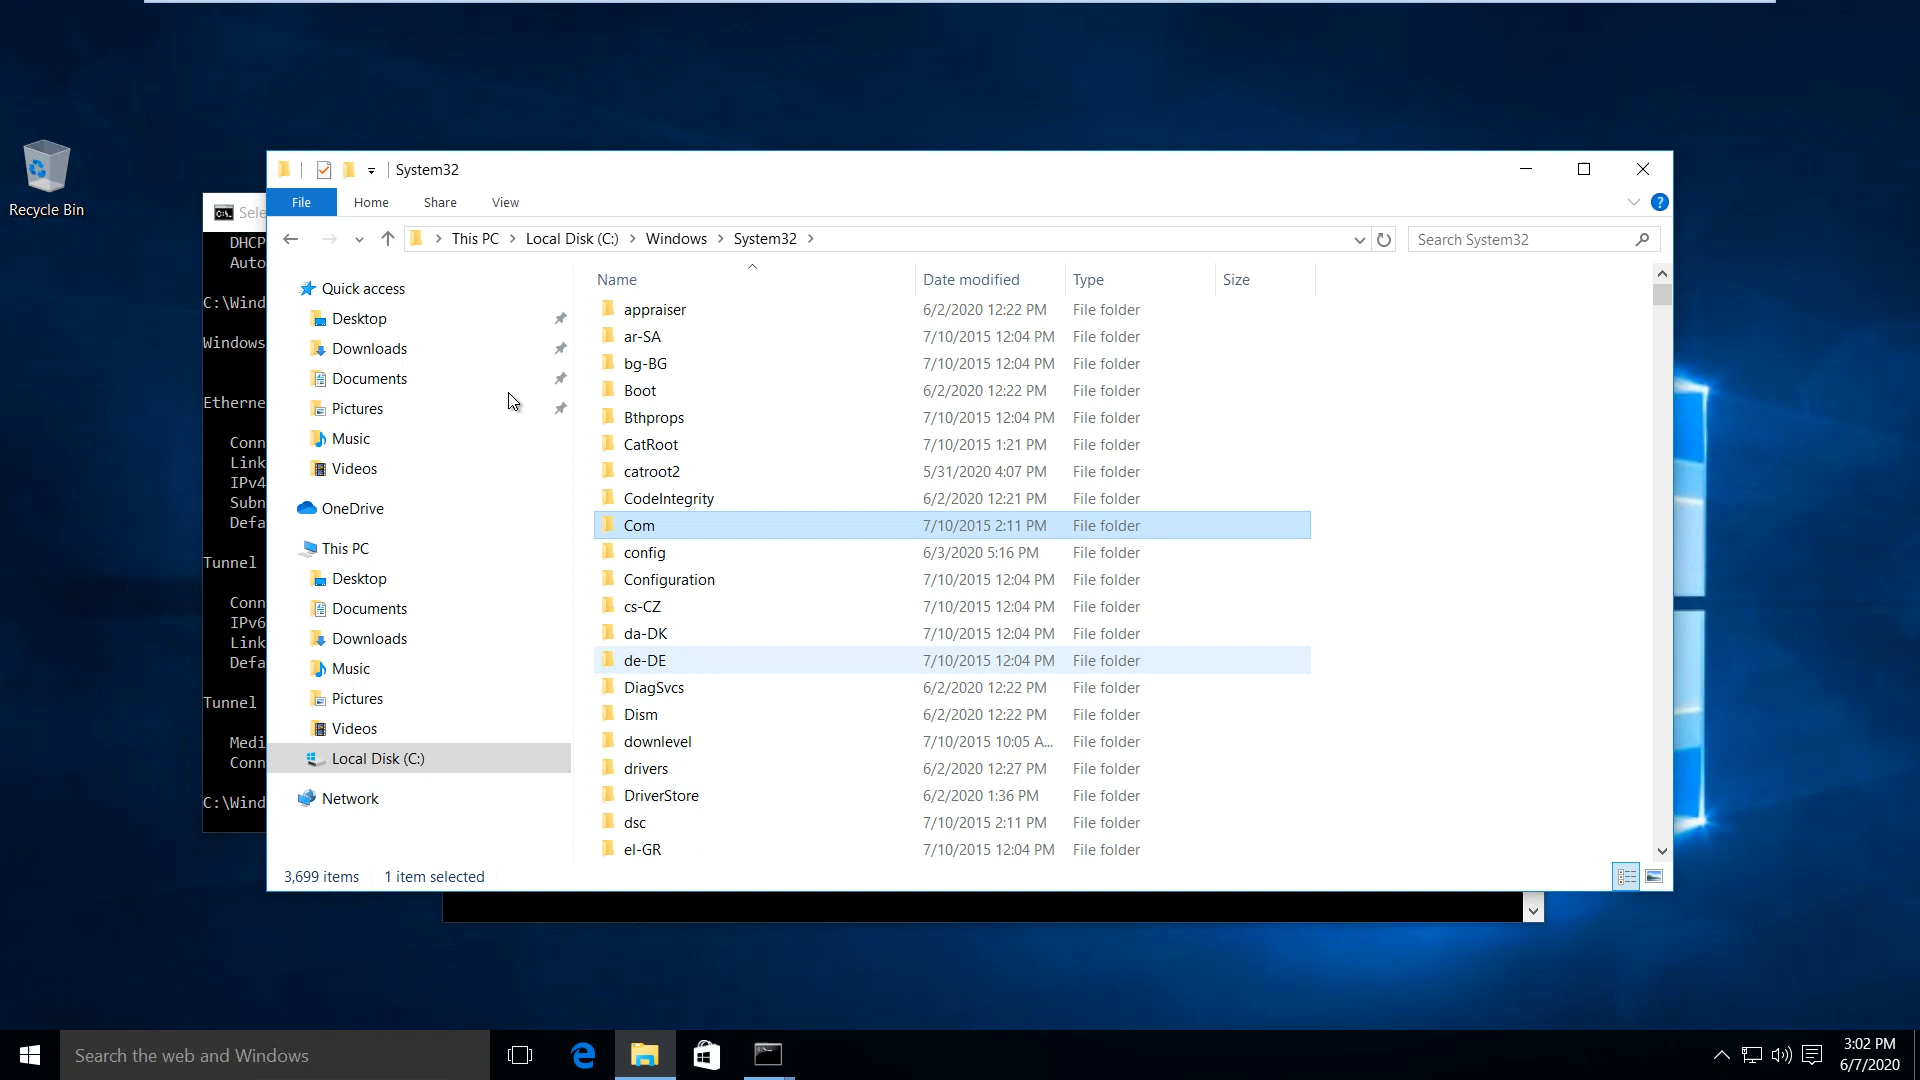 Recycle Bin
Sele
DHCP
Auto
C:\Wind
Windows
Etherne
Conn
Link
IPv4
Subn
Defa
Tunnel
Conn
IPv6
Link
Defa
Tunnel
Medi
Conn
C:\Wind
System32
File Home Share View
This PC Local Disk (C:) Windows System32
Search System32
Quick access
Desktop
Downloads
Documents
Pictures
Music
Videos
OneDrive
This PC
Desktop
Documents
Downloads
Music
Pictures
Videos
Local Disk (C:)
Network
Name Date modified Type Size
appraiser 6/2/2020 12:22 PM File folder
ar-SA 7/10/2015 12:04 PM File folder
bg-BG 7/10/2015 12:04 PM File folder
Boot 6/2/2020 12:22 PM File folder
Bthprops 7/10/2015 12:04 PM File folder
CatRoot 7/10/2015 1:21 PM File folder
catroot2 5/31/2020 4:07 PM File folder
CodeIntegrity 6/2/2020 12:21 PM File folder
Com 7/10/2015 2:11 PM File folder
config 6/3/2020 5:16 PM File folder
Configuration 7/10/2015 12:04 PM File folder
cs-CZ 7/10/2015 12:04 PM File folder
da-DK 7/10/2015 12:04 PM File folder
de-DE 7/10/2015 12:04 PM File folder
DiagSvcs 6/2/2020 12:22 PM File folder
Dism 6/2/2020 12:22 PM File folder
downlevel 7/10/2015 10:05 A... File folder
drivers 6/2/2020 12:27 PM File folder
DriverStore 6/2/2020 1:36 PM File folder
dsc 7/10/2015 2:11 PM File folder
el-GR 7/10/2015 12:04 PM File folder
3,699 items 1 item selected
Search the web and Windows
3:02 PM
6/7/2020